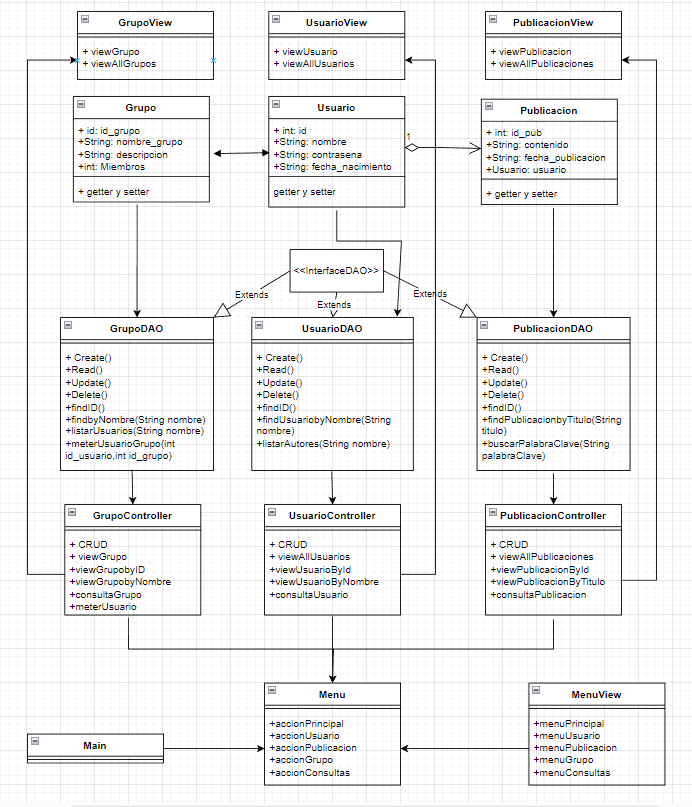 GrupoView
+ viewGrupo
+ viewAllGrupos
UsuarioView
+ viewUsuario
+ viewAllUsuarios
PublicacionView
+ viewPublicacion
+ viewAllPublicaciones
Grupo
+ id: id_grupo
+String: nombre_grupo
+String: descripcion
+int: Miembros
+ getter y setter
Usuario
+ int: id
+String: nombre
+String: contrasena
+String: fecha_nacimiento
getter y setter
1
Publicacion
+ int: id_pub
+String: contenido
+String: fecha_publicacion
+Usuario: usuario
+ getter y setter
<<InterfaceDAO>>
Extends
Extends
Extends
GrupoDAO
+ Create()
+Read()
+Update()
+Delete()
+findID()
+findbyNombre(String nombre)
+listarUsuarios(String nombre)
+meterUsuarioGrupo(int
id_usuario,int id_grupo)
UsuarioDAO
+ Create()
+Read()
+Update()
+Delete()
+findID()
+findUsuariobyNombre(String
nombre)
+listarAutores(String nombre)
PublicacionDAO
+ Create()
+Read()
+Update()
+Delete()
+findID()
+findPublicacionbyTitulo(String
titulo)
+buscarPalabraClave(String
palabraClave)
GrupoController
+ CRUD
+ viewGrupo
+viewGrupobyID
+viewGrupobyNombre
+consultaGrupo
+meterUsuario
UsuarioController
+ CRUD
+ viewAllUsuarios
+viewUsuarioById
+viewUsuarioByNombre
+consultaUsuario
PublicacionController
+ CRUD
+ viewAllPublicaciones
+viewPublicacionById
+viewPublicacionByTitulo
+consultaPublicacion
Main
Menu
+accionPrincipal
+accionUsuario
+accionPublicacion
+accionGrupo
+accionConsultas
MenuView
+menuPrincipal
+menuUsuario
+menuPublicacion
+menuGrupo
+menuConsultas